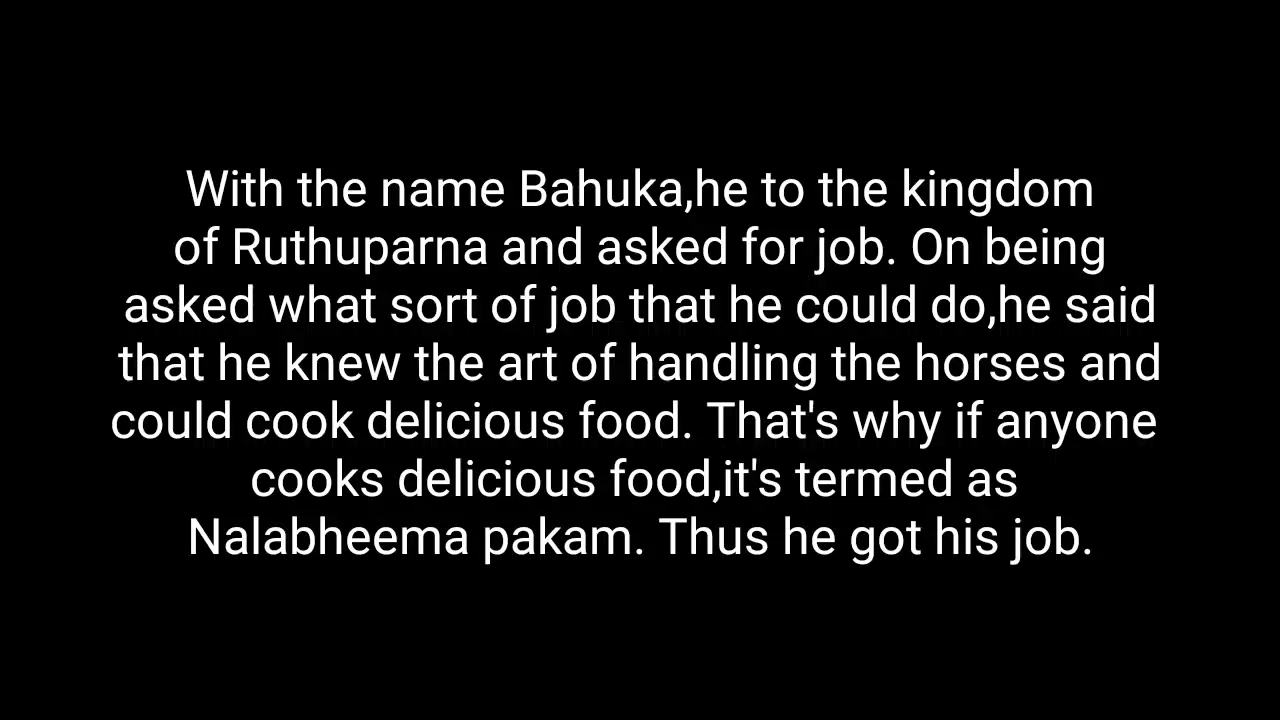 With the name Bahuka,he to the kingdom
of Ruthuparna and asked for job. On being
asked what sort of job that he could do,he said
that he knew the art of handling the horses and
could cook delicious food. That's why if anyone
cooks delicious food,it's termed as
Nalabheema pakam. Thus he got his job.